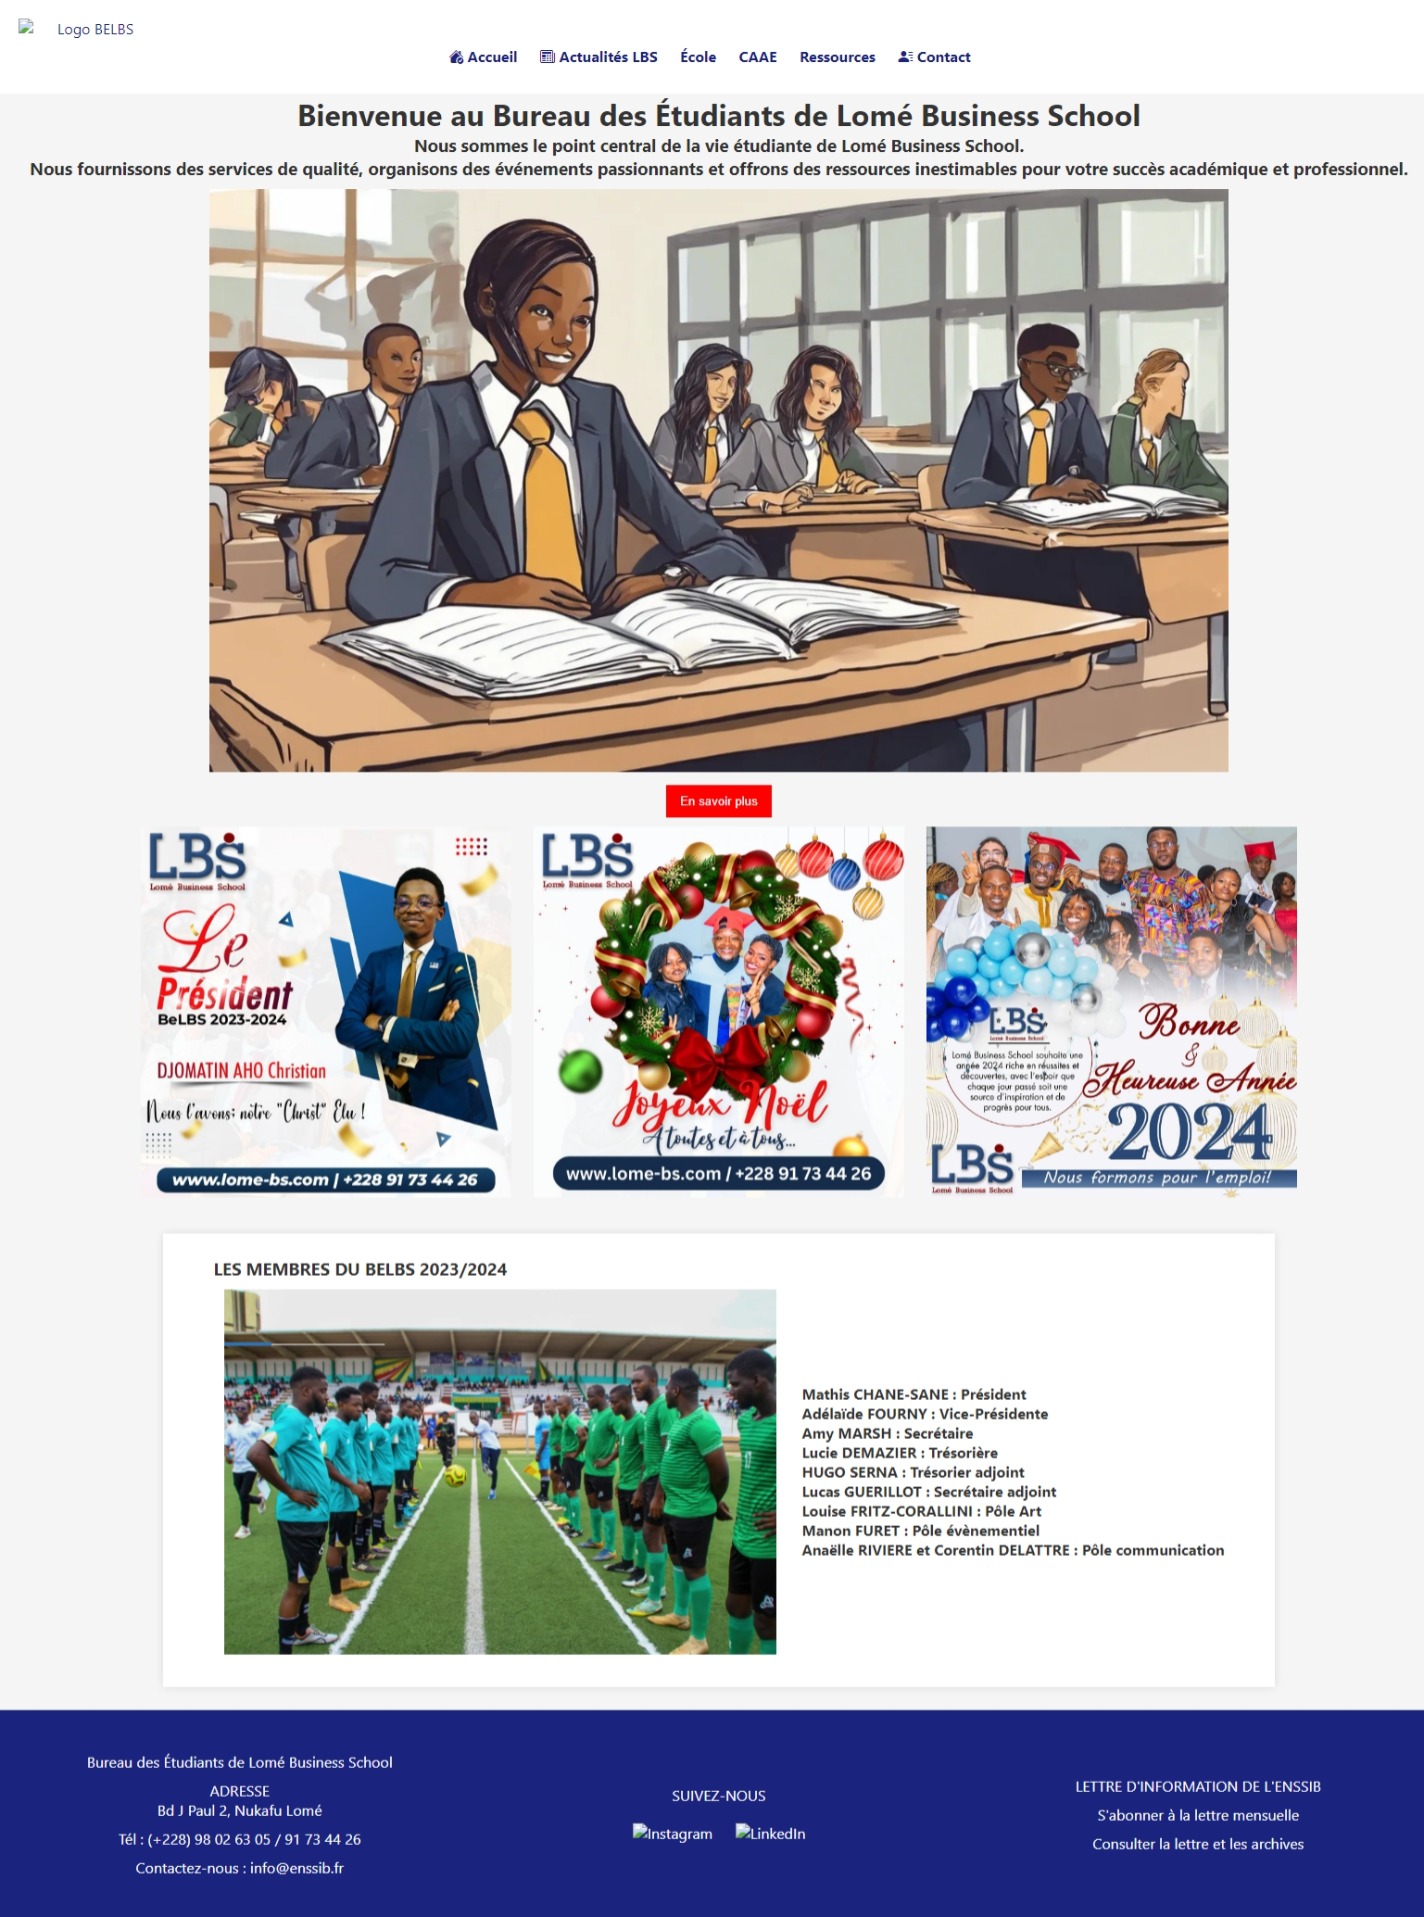 Logo BELBS
Accueil
Actualités LBS
École
CAAE
Ressources
Contact
Bienvenue au Bureau des Étudiants de Lomé Business School
Nous sommes le point central de la vie étudiante de Lomé Business School.
Nous fournissons des services de qualité, organisons des événements passionnants et offrons des ressources inestimables pour votre succès académique et professionnel.
En savoir plus
LBS
Lomé Business School
Le
Président
BeLBS 2023-2024
DJOMATIN AHO Christian
Nous l'avons; nôtre "Christ" Elu !
www.lome-bs.com / +228 91 73 44 26
LBS
Lomé Business School
Joyeux Noël
A toutes et à tous...
www.lome-bs.com / +228 91 73 44 26
LBS
Lomé Business School
Lomé Business School souhaite une
année 2024 riche en réussites et
découvertes, avec l'espoir que
chaque jour passé soit une
source d'inspiration et de
progrès pour tous.
Bonne
&
Heureuse Année
2024
LBS
Lomé Business School
Nous formons pour l'emploi!
LES MEMBRES DU BELBS 2023/2024
Mathis CHANE-SANE : Président
Adélaïde FOURNY : Vice-Présidente
Amy MARSH : Secrétaire
Lucie DEMAZIER : Trésorière
HUGO SERNA : Trésorier adjoint
Lucas GUERILLOT : Secrétaire adjoint
Louise FRITZ-CORALLINI : Pôle Art
Manon FURET : Pôle évènementiel
Anaëlle RIVIERE et Corentin DELATTRE : Pôle communication
Bureau des Étudiants de Lomé Business School
ADRESSE
Bd J Paul 2, Nukafu Lomé
Tél : (+228) 98 02 63 05 / 91 73 44 26
Contactez-nous : info@enssib.fr
SUIVEZ-NOUS
Instagram
LinkedIn
LETTRE D'INFORMATION DE L'ENSSIB
S'abonner à la lettre mensuelle
Consulter la lettre et les archives